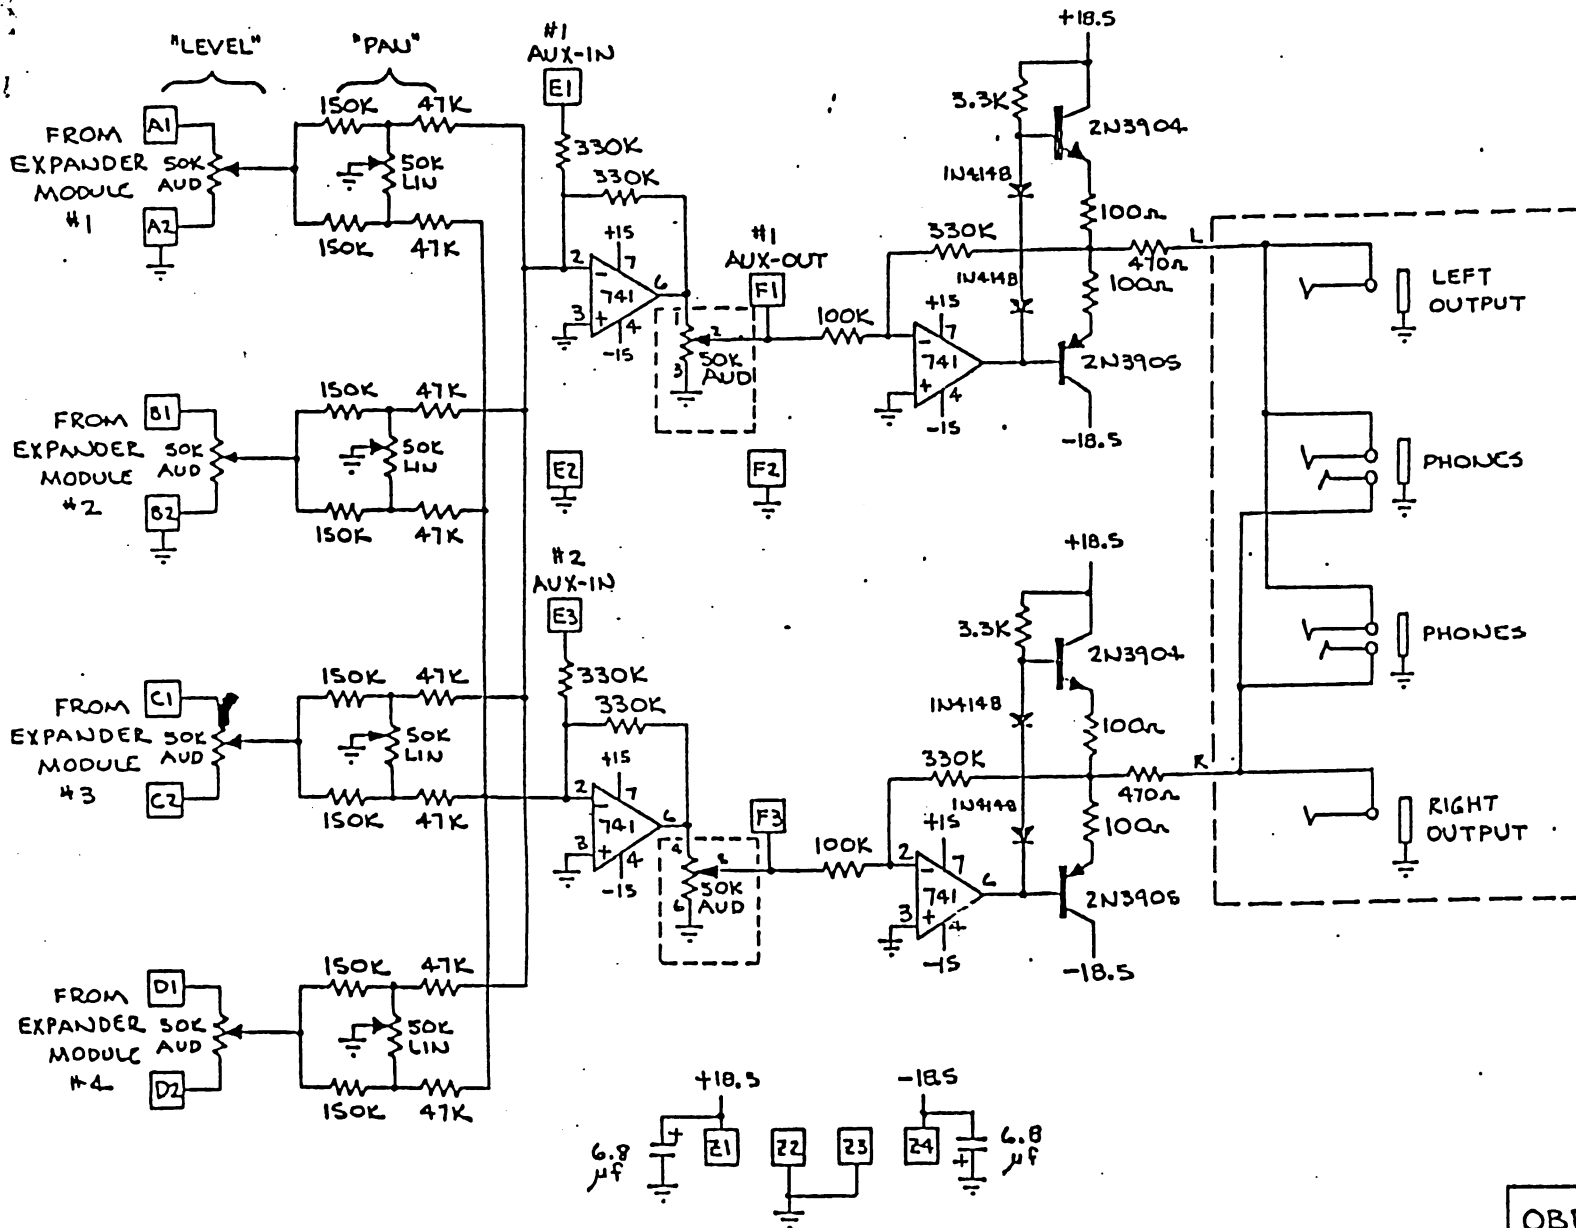 "LEVEL"
"PAN"
#1
AUX-IN
E1
+18.5
A1
FROM
EXPANDER
MODULE
#1
50K
AUD
A2
150K
47K
50K
LIN
150K
47K
330K
330K
+15
2
-
7
741
6
3
+
4
-15
#1
AUX-OUT
F1
1
2
3
50K
AUD
100K
330K
3.3K
2N3904
1N4148
100Ω
L
470Ω
1N4148
100Ω
+15
-
7
741
+
4
-15
2N3905
-18.5
LEFT
OUTPUT
B1
FROM
EXPANDER
MODULE
#2
50K
AUD
B2
150K
47K
50K
LIN
150K
47K
E2
F2
PHONES
#2
AUX-IN
E3
+18.5
3.3K
2N3904
PHONES
C1
FROM
EXPANDER
MODULE
#3
50K
AUD
C2
150K
47K
50K
LIN
150K
47K
330K
330K
+15
2
-
7
741
6
3
+
4
-15
F3
4
50K
AUD
6
100K
330K
1N4148
100Ω
R
470Ω
1N4148
100Ω
+15
2
-
7
741
6
3
+
4
-15
2N3905
-18.5
RIGHT
OUTPUT
D1
FROM
EXPANDER
MODULE
#4
50K
AUD
D2
150K
47K
50K
LIN
150K
47K
+18.5
-18.5
6.8
µf
+
Z1
Z2
Z3
Z4
+
6.8
µf